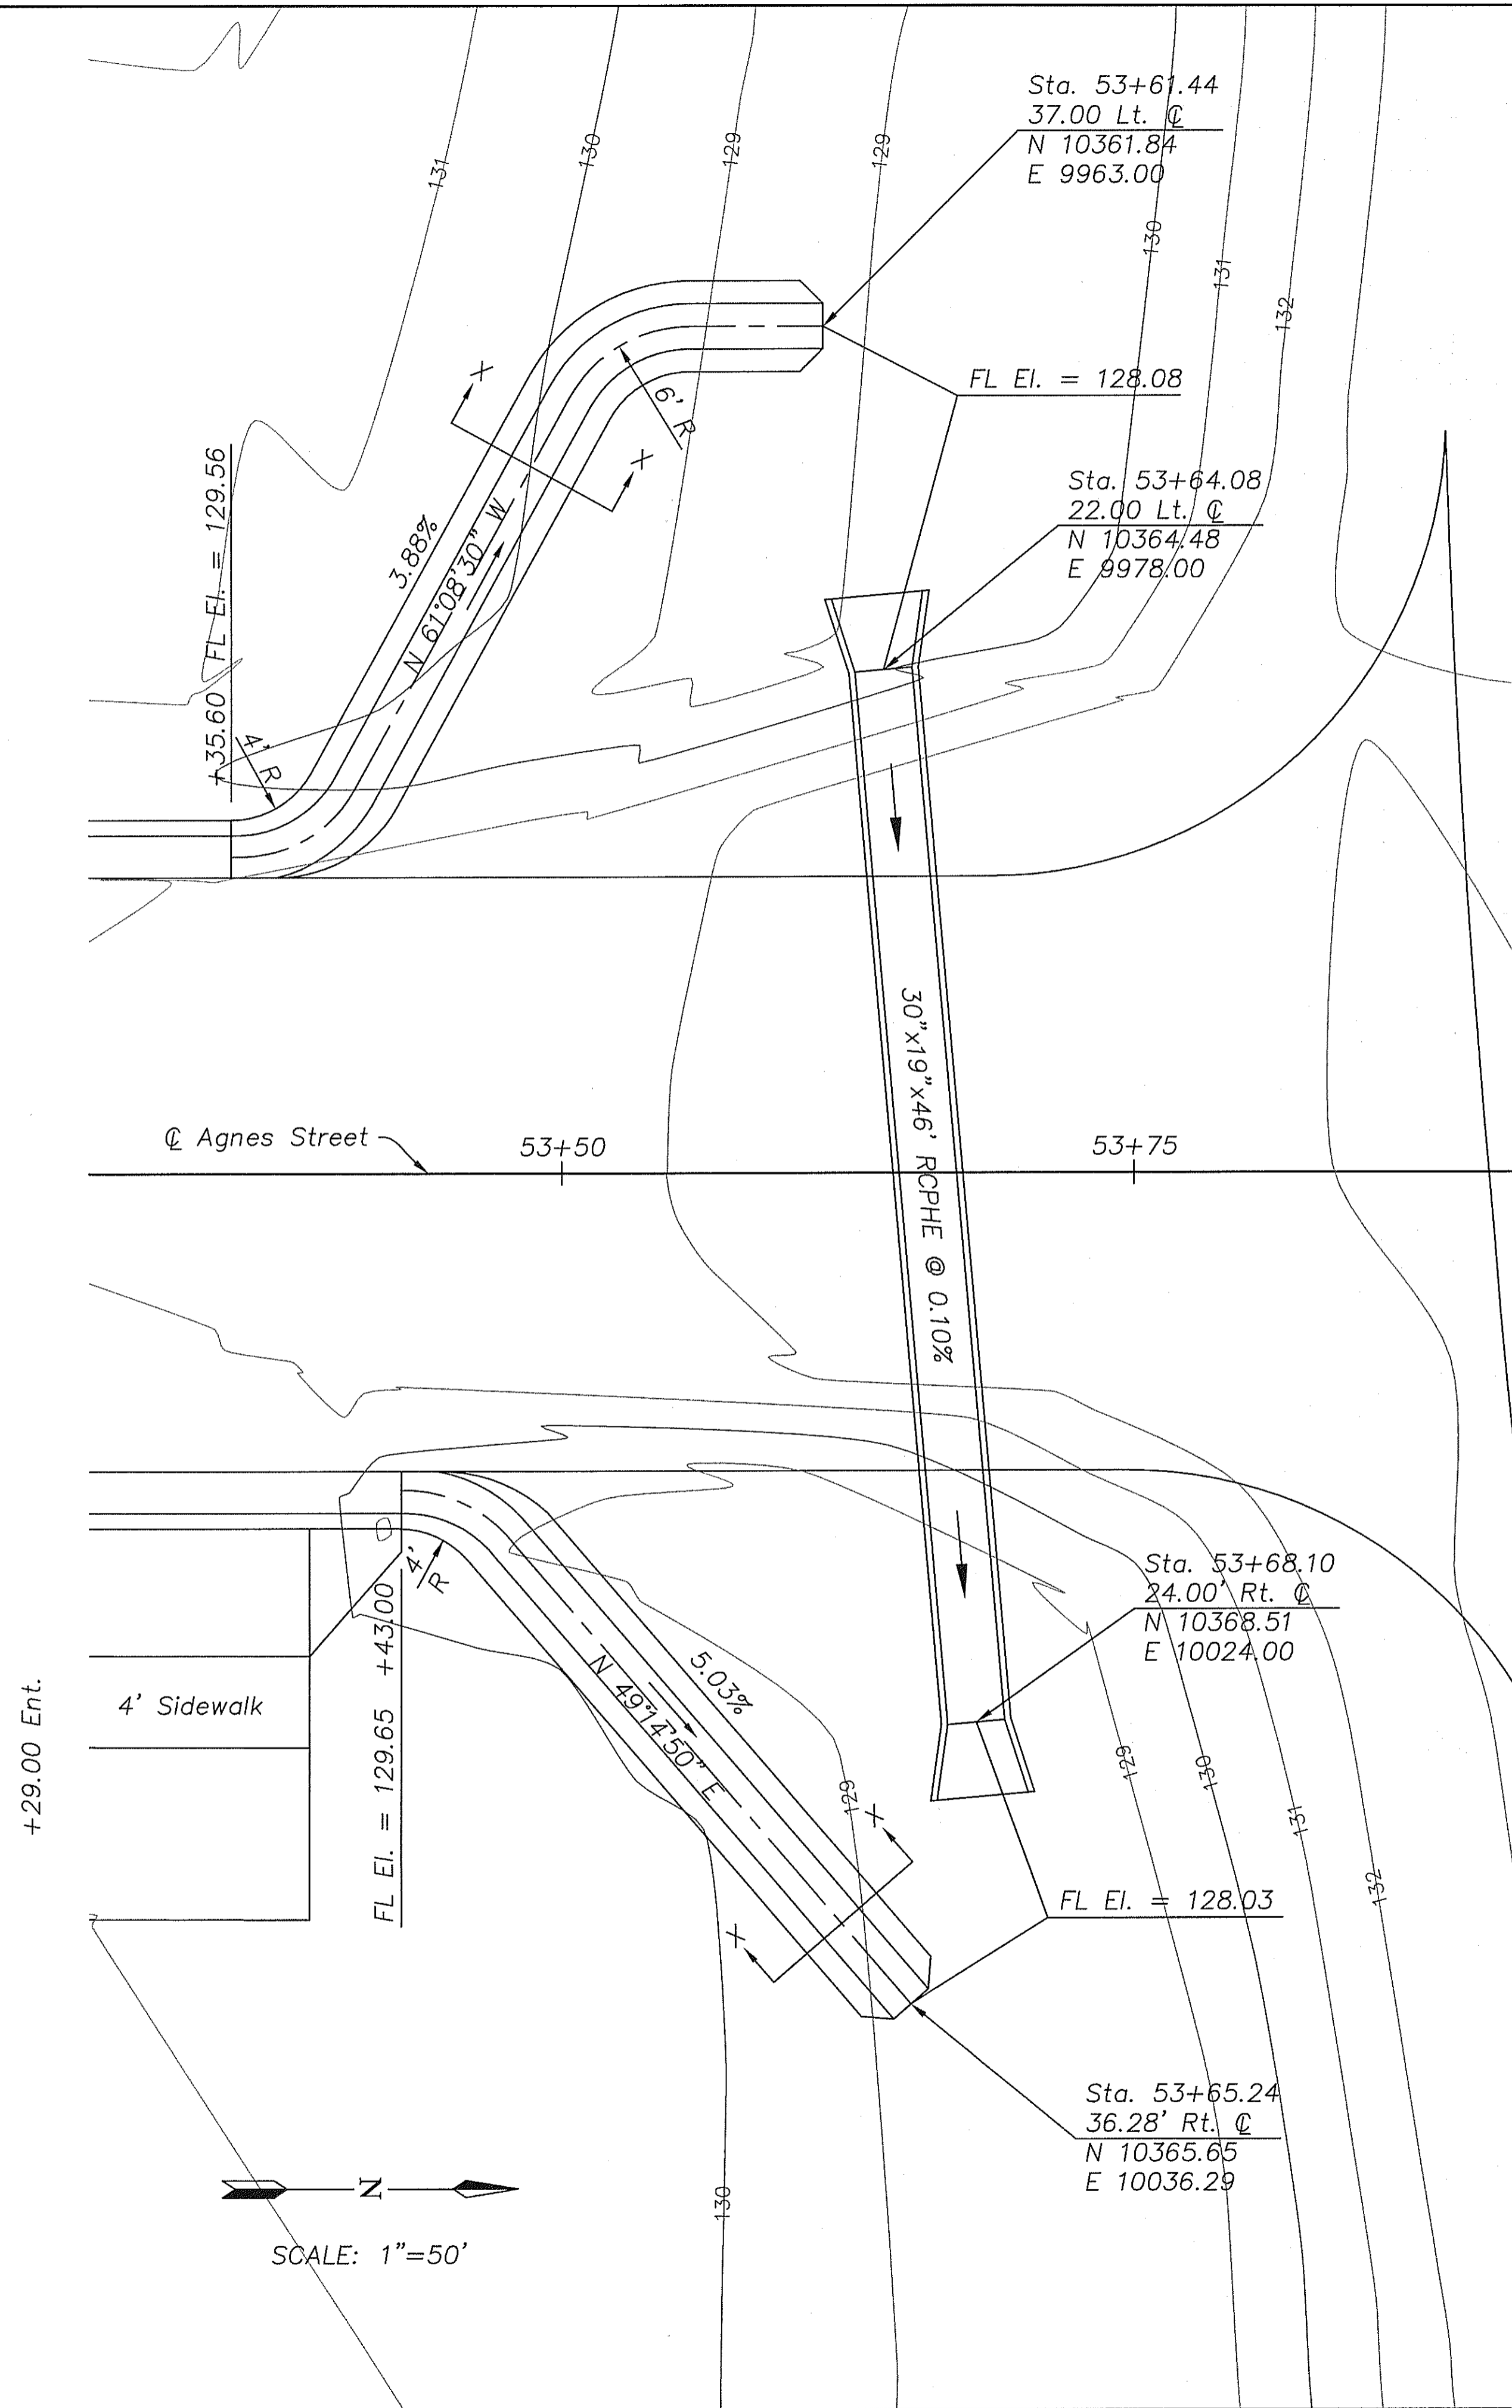 Sta. 53+61.44
37.00 Lt. ℄
N 10361.84
E 9963.00
131
130
129
129
130
131
132
FL El. = 128.08
X
X
6' R
Sta. 53+64.08
22.00 Lt. ℄
N 10364.48
E 9978.00
+35.60 FL El. = 129.56
3.88%
N 61°08'30" W
4' R
30"x19"x46' RCPHE @ 0.10%
℄ Agnes Street
53+50
53+75
Sta. 53+68.10
24.00' Rt. ℄
N 10368.51
E 10024.00
4'
R
FL El. = 129.65 +43.00
5.03%
N 49°14'50" E
4' Sidewalk
+29.00 Ent.
129
129
130
131
132
X
X
FL El. = 128.03
Sta. 53+65.24
36.28' Rt. ℄
N 10365.65
E 10036.29
130
N
SCALE: 1"=50'